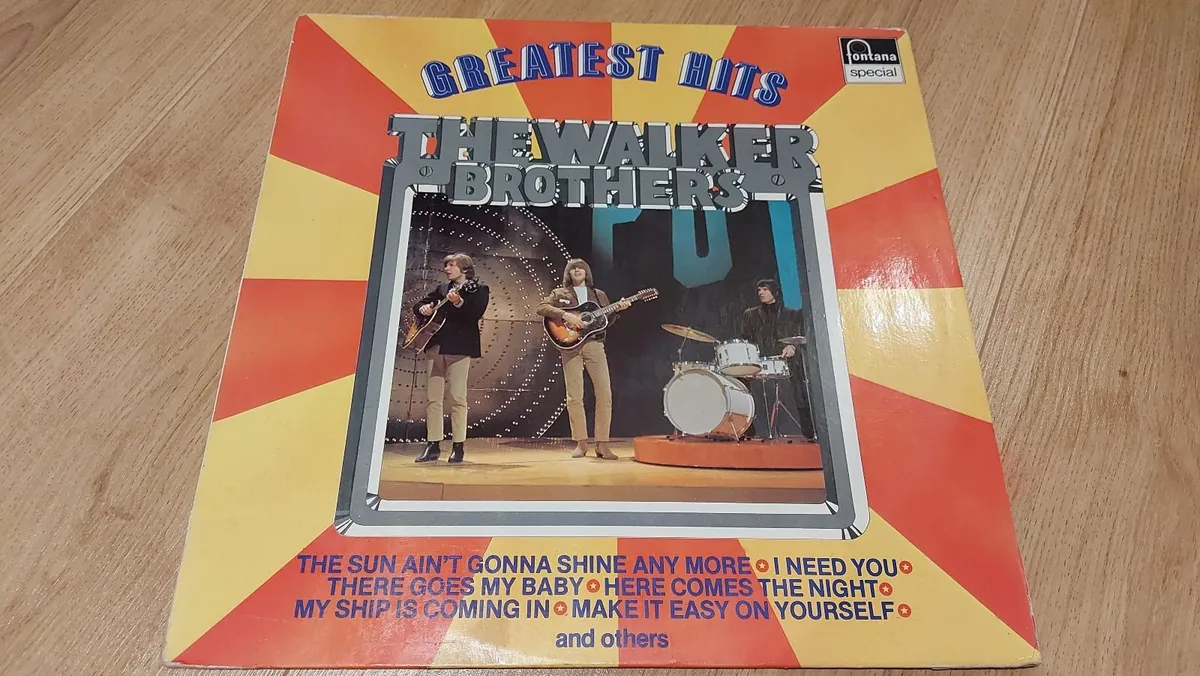 GREATEST HITS
fontana
special
THE WALKER
BROTHERS
THE SUN AIN'T GONNA SHINE ANY MORE ✪ I NEED YOU ✪
THERE GOES MY BABY ✪ HERE COMES THE NIGHT ✪
MY SHIP IS COMING IN ✪ MAKE IT EASY ON YOURSELF ✪
and others